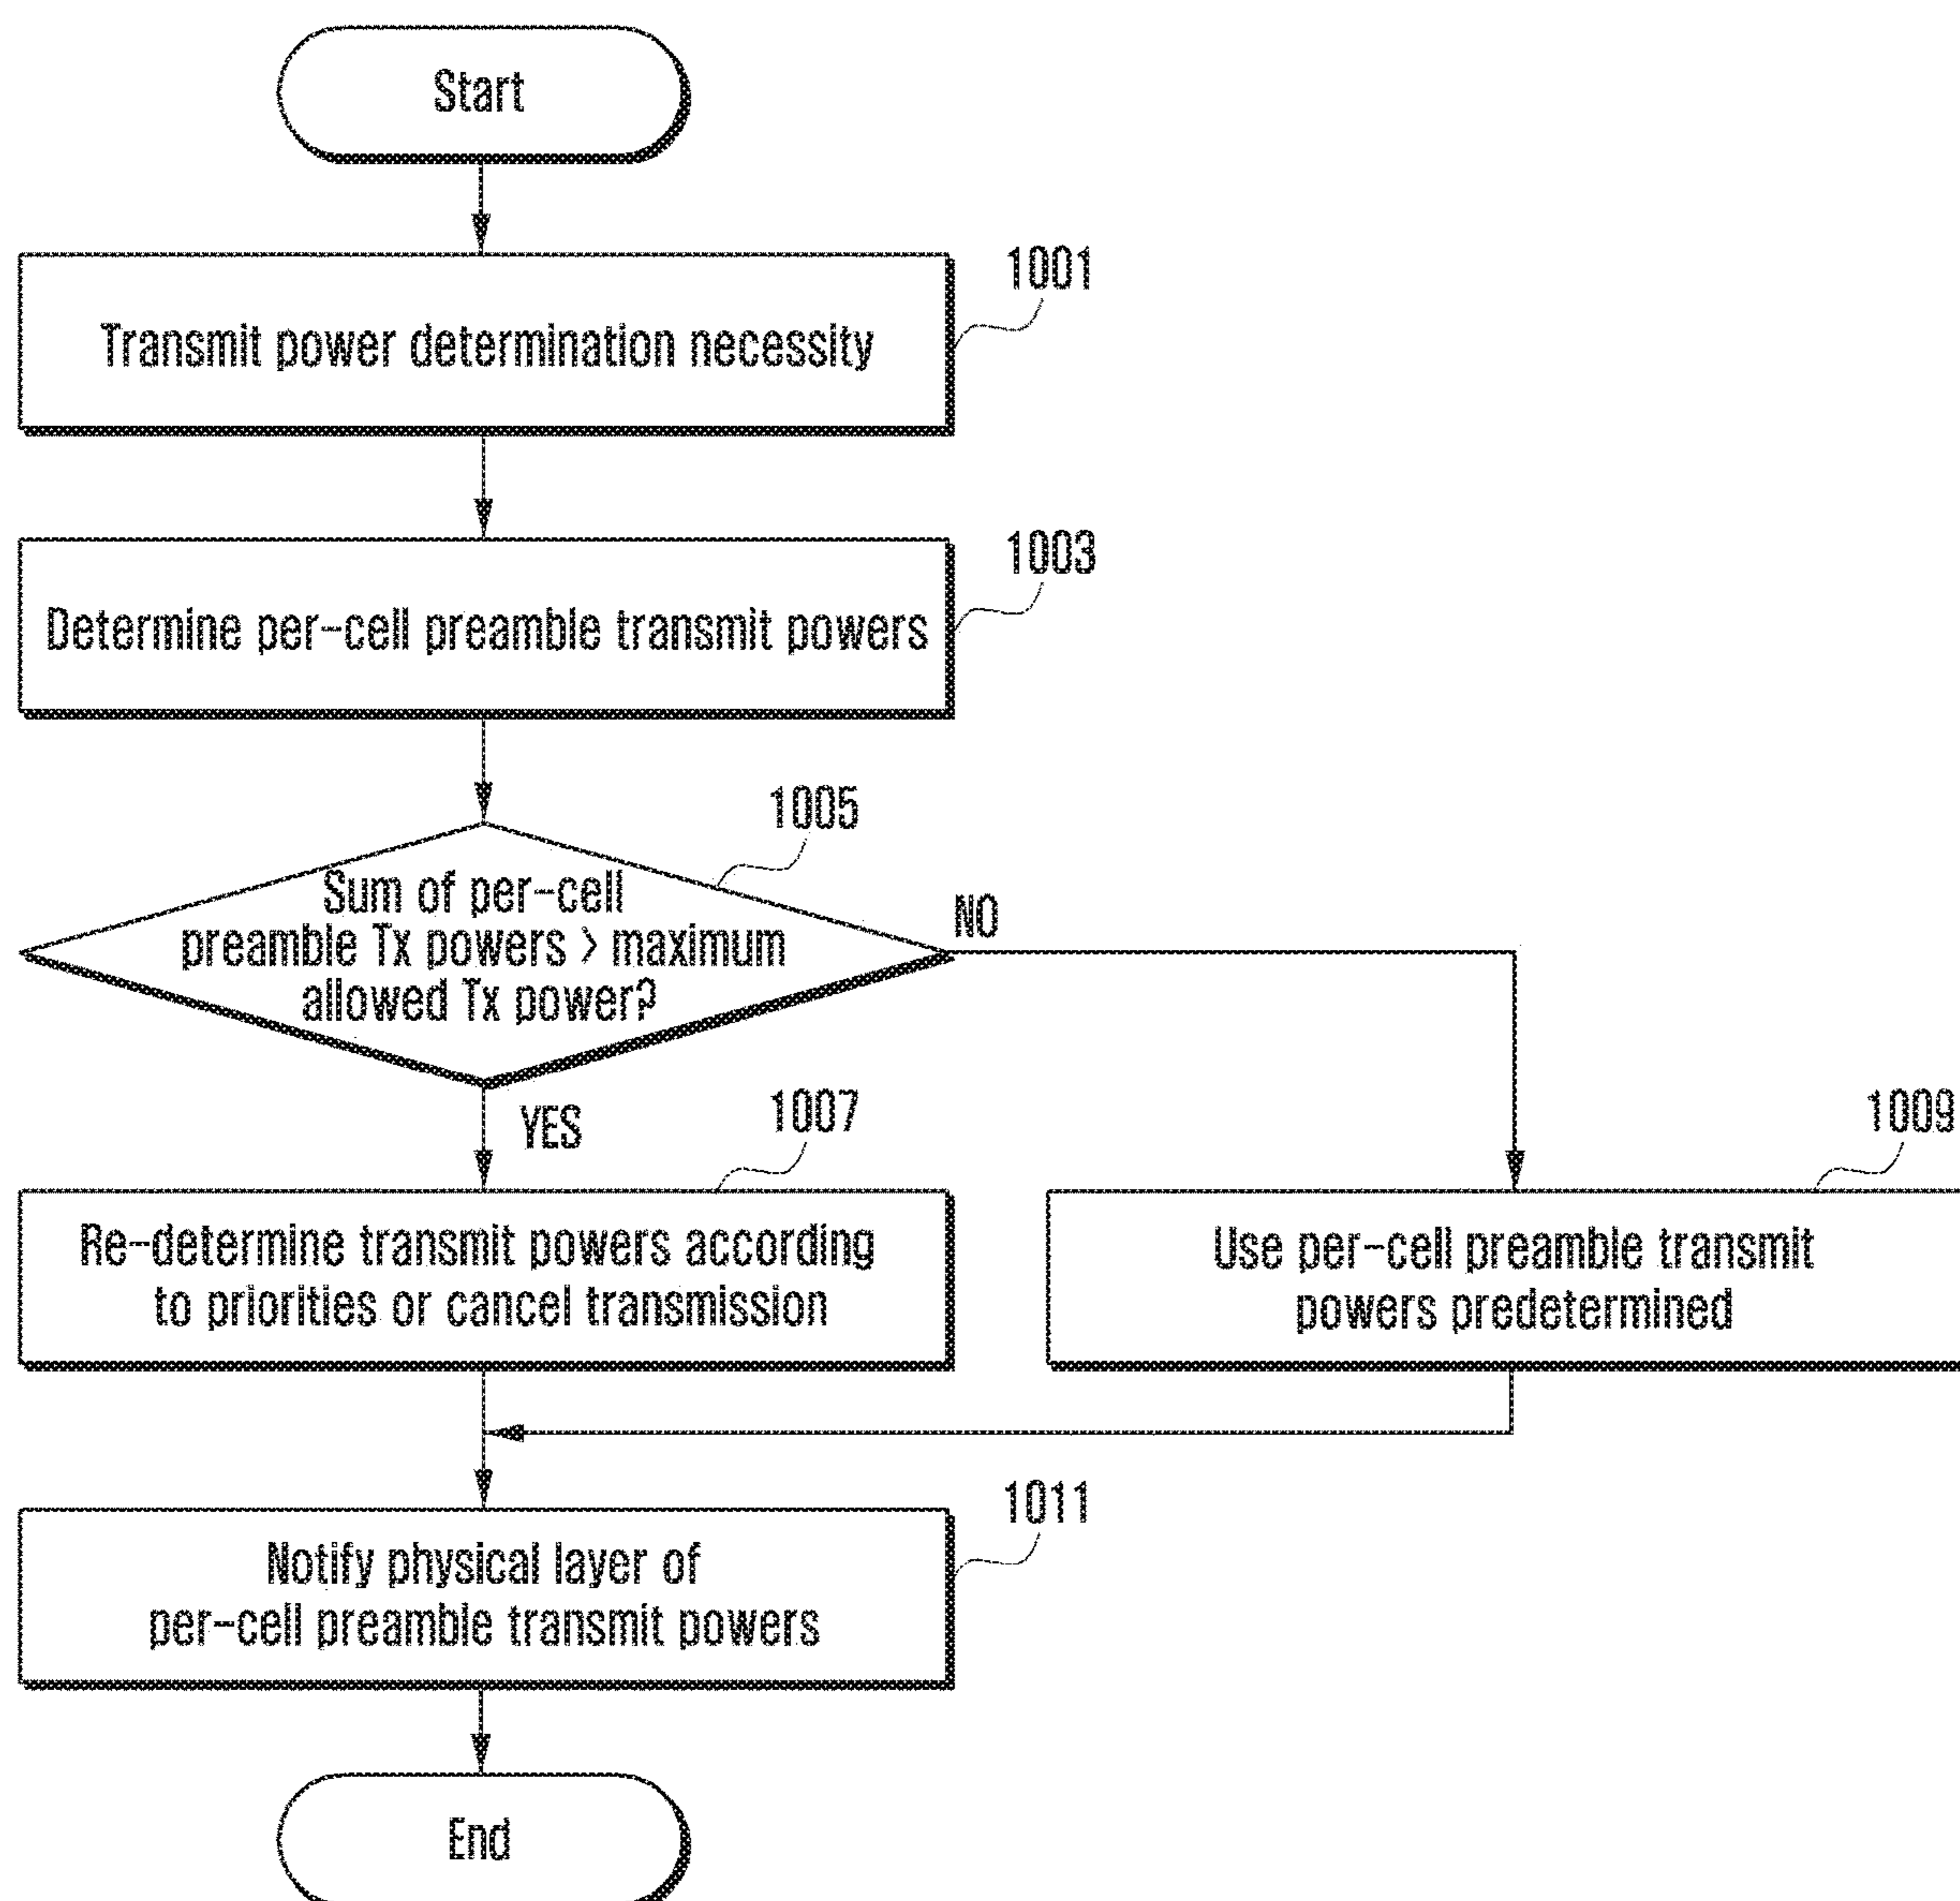 Start
1001
Transmit power determination necessity
1003
Determine per-cell preamble transmit powers
1005
Sum of per-cell
preamble Tx powers > maximum
allowed Tx power?
NO
YES
1007
Re-determine transmit powers according
to priorities or cancel transmission
1009
Use per-cell preamble transmit
powers predetermined
1011
Notify physical layer of
per-cell preamble transmit powers
End